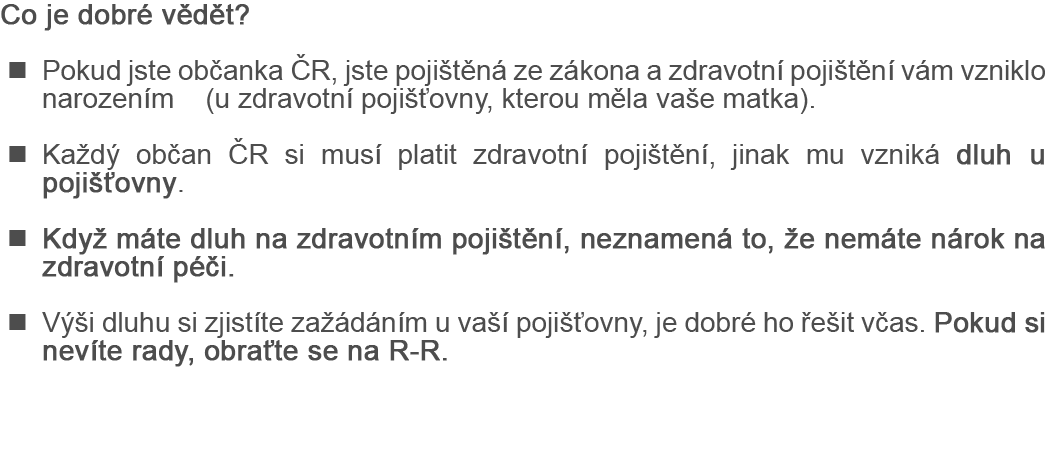 Co je dobré vědět?
■ Pokud jste občanka ČR, jste pojištěná ze zákona a zdravotní pojištění vám vzniklo
narozením (u zdravotní pojišťovny, kterou měla vaše matka).
■ Každý občan ČR si musí platit zdravotní pojištění, jinak mu vzniká dluh u
pojišťovny.
■ Když máte dluh na zdravotním pojištění, neznamená to, že nemáte nárok na
zdravotní péči.
■ Výši dluhu si zjistíte zažádáním u vaší pojišťovny, je dobré ho řešit včas. Pokud si
nevíte rady, obraťte se na R-R.